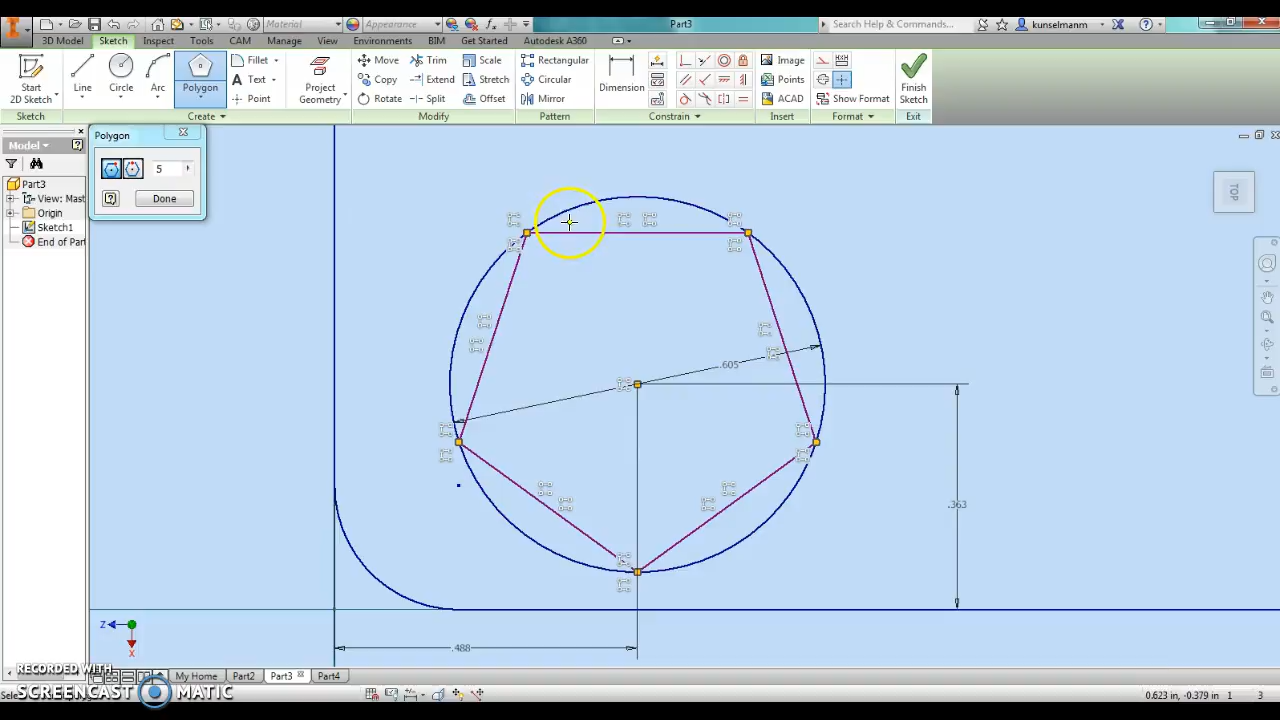 Material
Appearance
Part3
Search Help & Commands...
kunselmanm
3D Model Sketch Inspect Tools Manage View Environments BIM Get Started Autodesk A360
Start
2D Sketch
Line
Circle
Arc
Polygon
Fillet
Text
Point
Project
Geometry
Move Trim Scale
Copy Extend Stretch
Rotate Split Offset
Rectangular
Circular
Mirror
Dimension
Image
Points
ACAD
Show Format
Finish
Sketch
Sketch Create Modify Pattern Constrain Insert Format Exit
CAM
Model
Polygon
5
Done
Part3
View: Mas
Origin
Sketch1
End of Par
TOP
.605
.363
.488
Z
X
My Home Part2 Part3 Part4
RECORDED WITH
SCREENCAST MATIC
0.623 in, -0.379 in 1 3